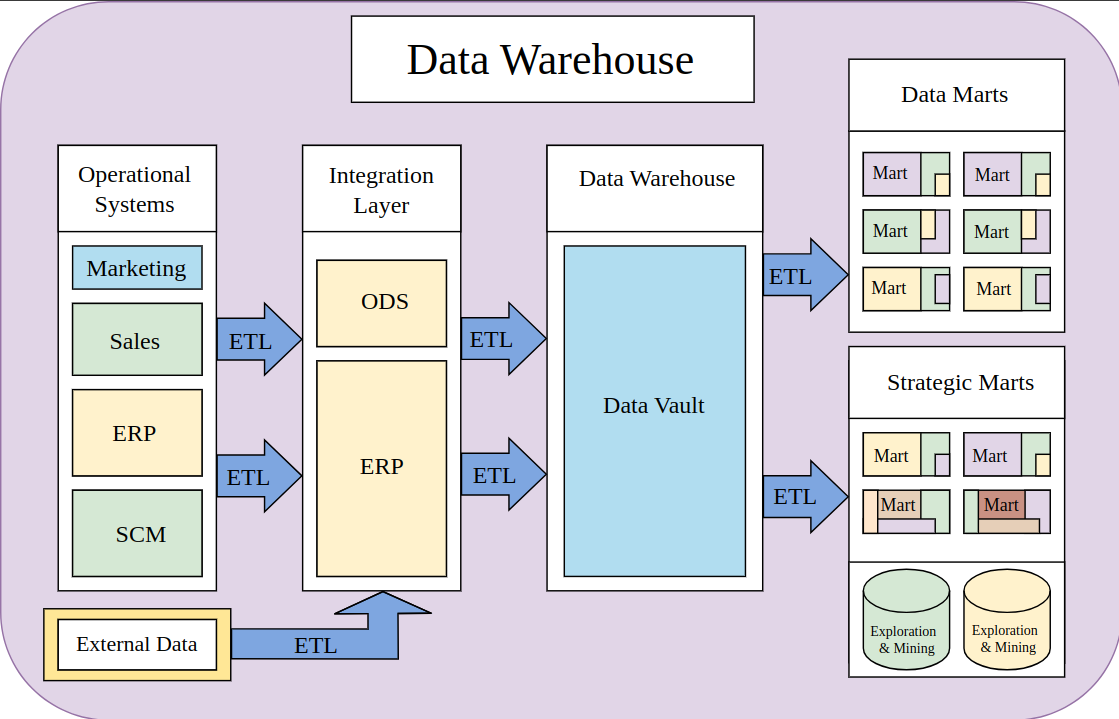 Data Warehouse
Operational
Systems
Marketing
Sales
ERP
SCM
External Data
ETL
ETL
ETL
Integration
Layer
ODS
ERP
ETL
ETL
Data Warehouse
Data Vault
ETL
ETL
Data Marts
Mart Mart
Mart Mart
Mart Mart
Strategic Marts
Mart Mart
Mart Mart
Exploration
& Mining
Exploration
& Mining